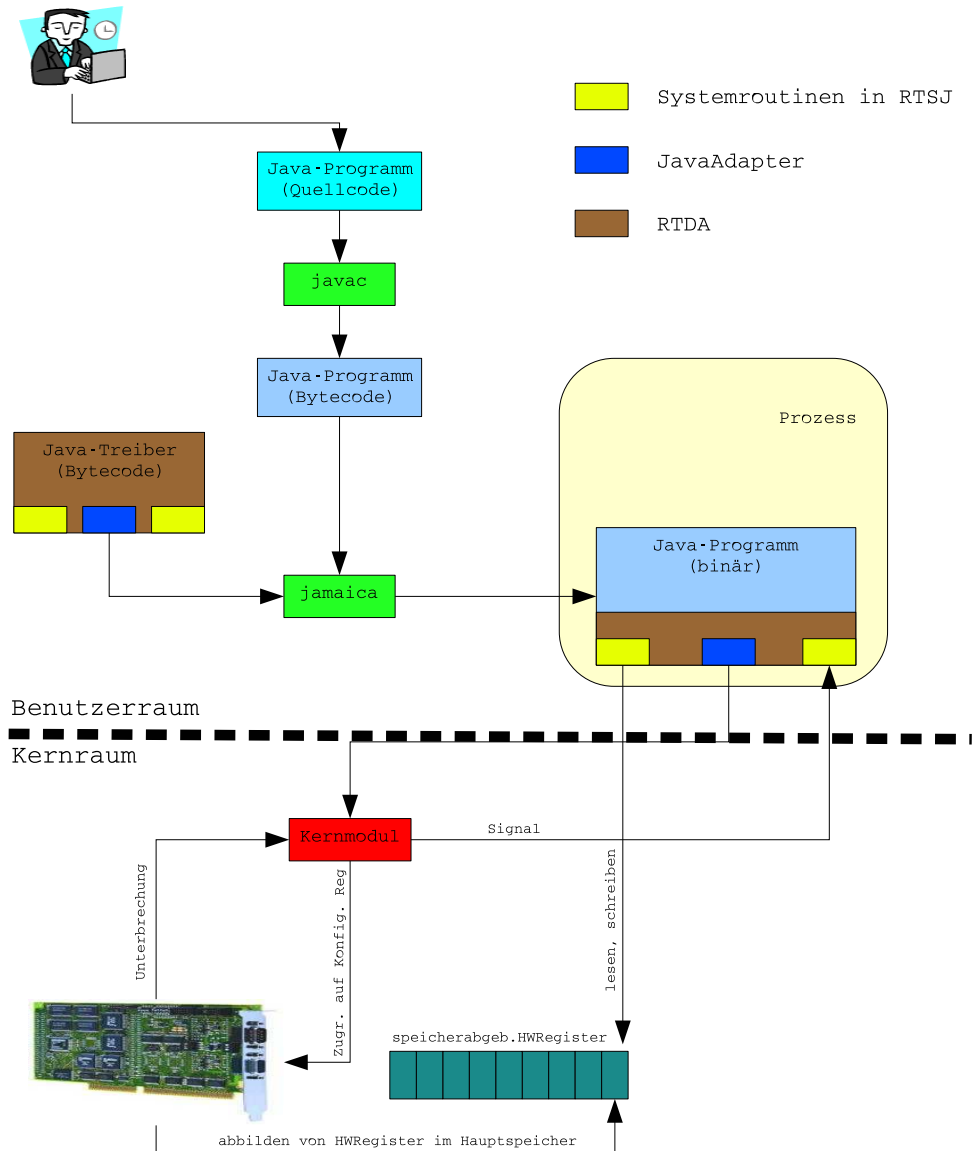 Systemroutinen in RTSJ
JavaAdapter
RTDA
Java-Programm
(Quellcode)
javac
Java-Programm
(Bytecode)
Prozess
Java-Treiber
(Bytecode)
Java-Programm
(binär)
jamaica
Benutzerraum
Kernraum
Kernmodul
Signal
Unterbrechung
Zugr. auf Konfig. Reg
lesen, schreiben
speicherabgeb.HWRegister
abbilden von HWRegister im Hauptspeicher